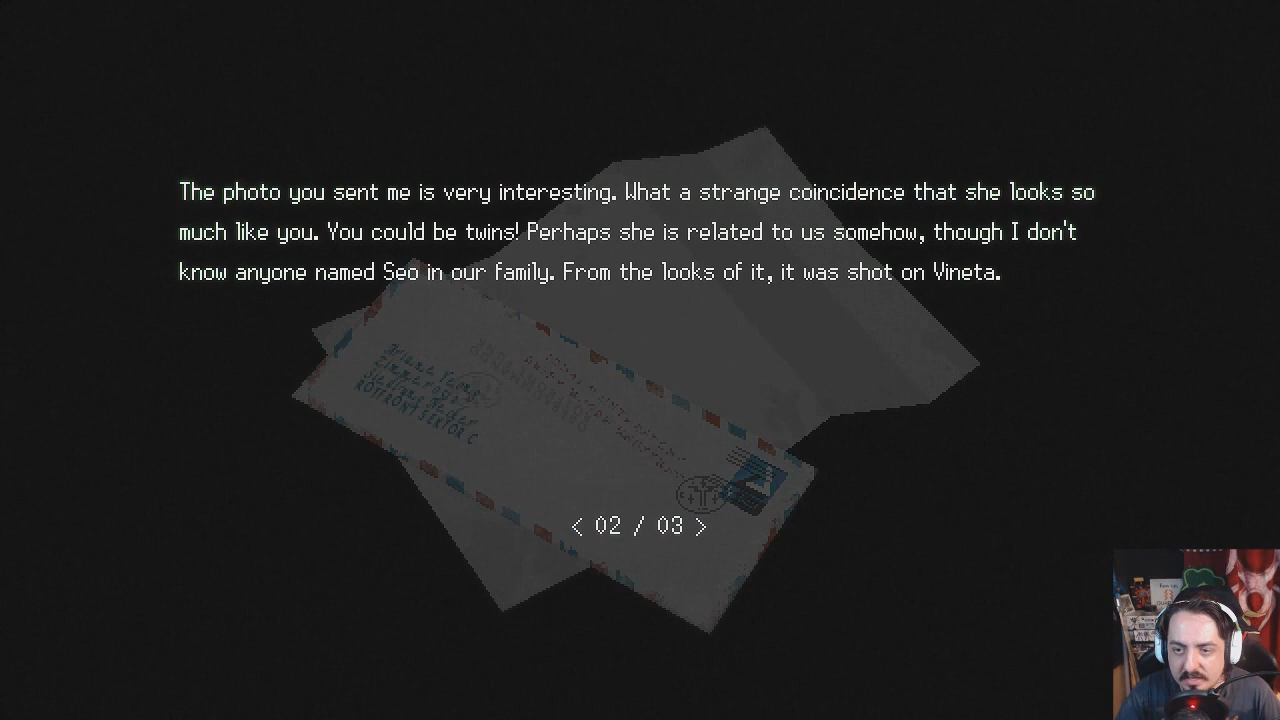 The photo you sent me is very interesting. What a strange coincidence that she looks so
much like you. You could be twins! Perhaps she is related to us somehow, though I don't
know anyone named Seo in our family. From the looks of it, it was shot on Vineta.
ROTFRONT SEKTOR C
< 02 / 03 >